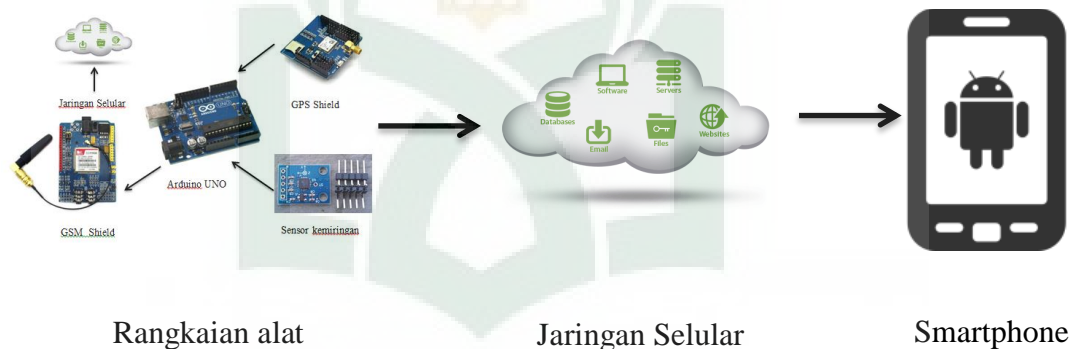 Jaringan Selular
GPS Shield
Arduino UNO
GSM Shield
Sensor kemiringan
Software
Servers
Databases
Email
Files
Websites
Rangkaian alat
Jaringan Selular
Smartphone